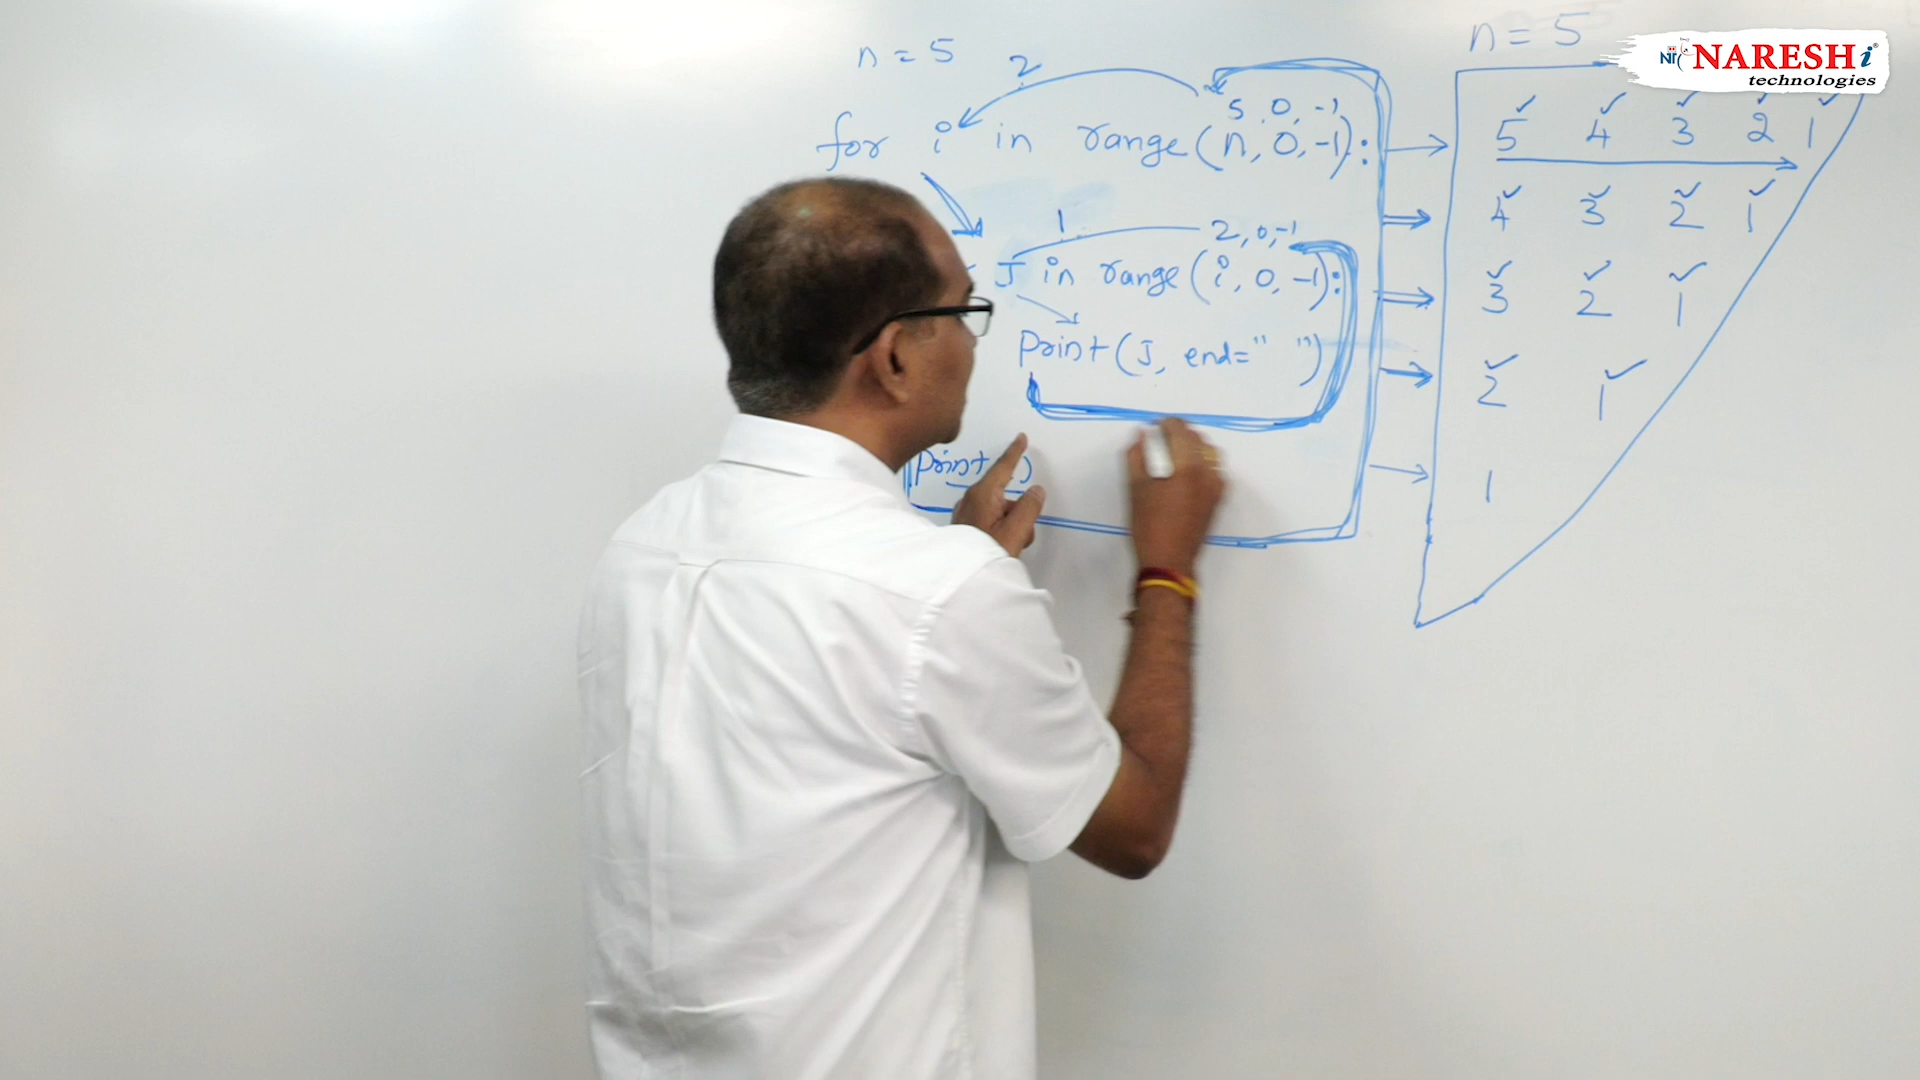 n = 5
2
5, 0, -1
for i in range(n, 0, -1):
1
2, 0, -1
J in range(i, 0, -1):
Print(J, end=" ")
Print )
n = 5
5 4 3 2 1
4 3 2 1
3 2 1
2 1
1
NARESHi
technologies